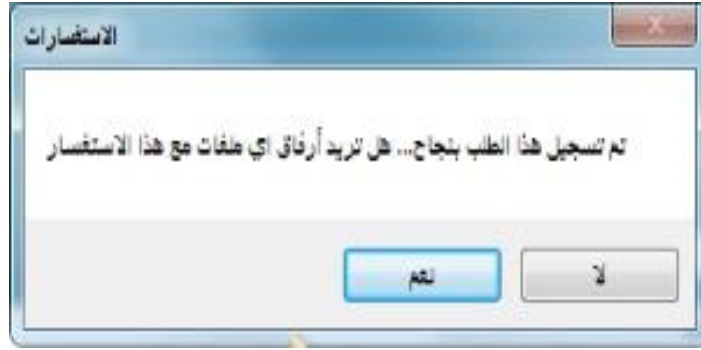 الاستفسارات
تم تسجيل هذا الطلب بنجاح... هل تريد أرفاق اي ملفات مع هذا الاستفسار
نعم
لا